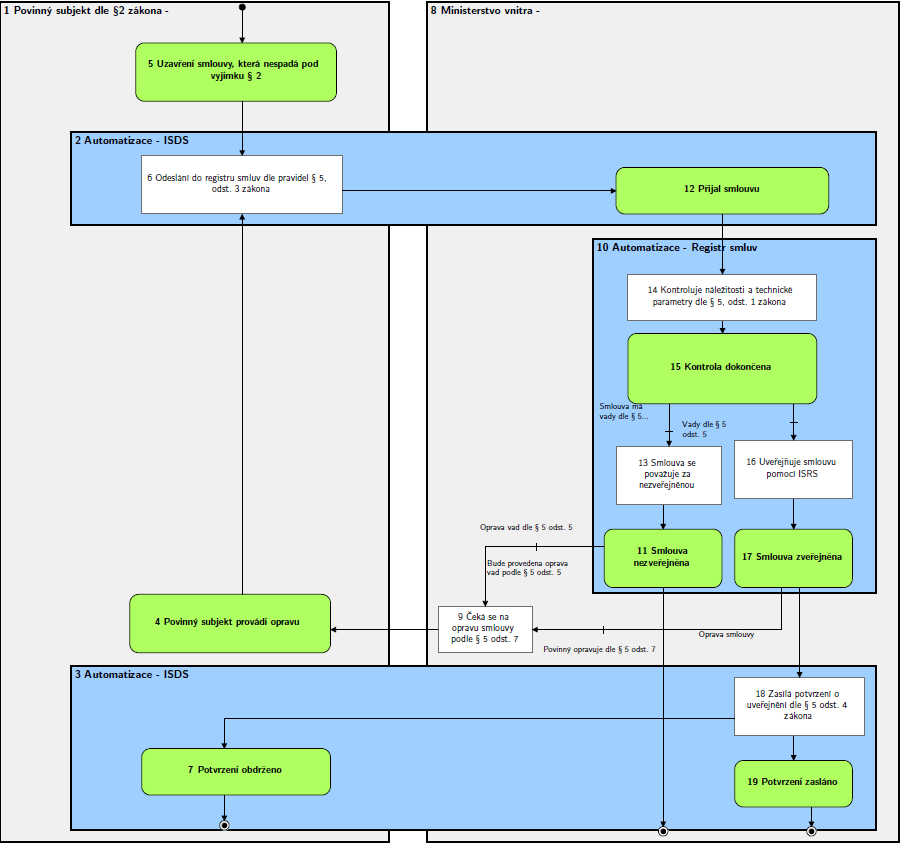 1 Povinný subjekt dle §2 zákona -
8 Ministerstvo vnitra -
5 Uzavření smlouvy, která nespadá pod
vyjímku § 2
2 Automatizace - ISDS
6 Odeslání do registru smluv dle pravidel § 5,
odst. 3 zákona
12 Přijal smlouvu
10 Automatizace - Registr smluv
14 Kontroluje náležitosti a technické
parametry dle § 5, odst. 1 zákona
15 Kontrola dokončena
Smlouva má
vady dle § 5...
Vady dle § 5
odst. 5
13 Smlouva se
považuje za
nezveřejněnou
16 Uveřejňuje smlouvu
pomocí ISRS
Oprava vad dle § 5 odst. 5
11 Smlouva
nezveřejněna
17 Smlouva zveřejněna
Bude provedena oprava
vad podle § 5 odst. 5
4 Povinný subjekt provádí opravu
9 Čeká se na
opravu smlouvy
podle § 5 odst. 7
Oprava smlouvy
Povinný opravuje dle § 5 odst. 7
3 Automatizace - ISDS
18 Zasílá potvrzení o
uveřejnění dle § 5 odst. 4
zákona
7 Potvrzení obdrženo
19 Potvrzení zasláno